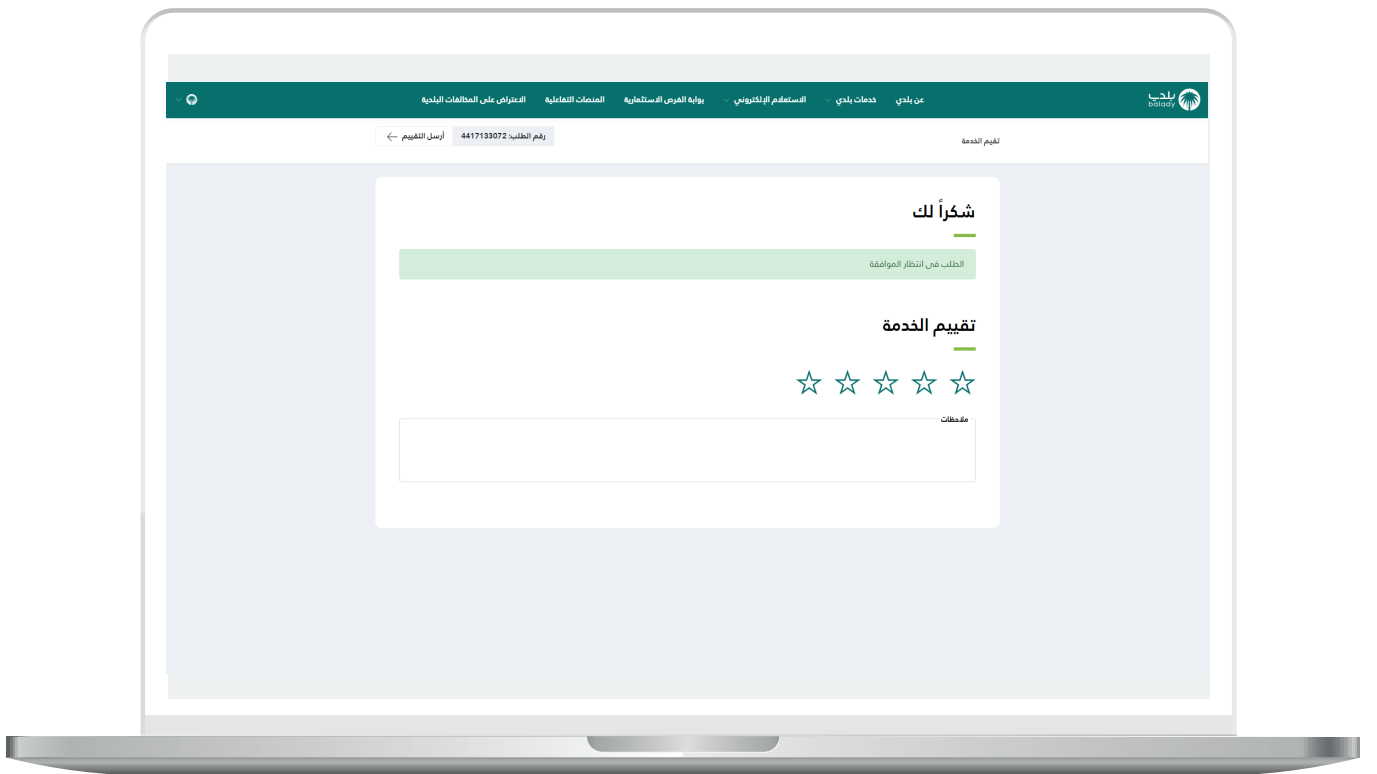 بلدي
balady
عن بلدي خدمات بلدي الاستعلام الإلكتروني بوابة الفرص الاستثمارية المنصات التفاعلية الاعتراض على المخالفات البلدية
تقيم الخدمة
رقم الطلب: 4417133072 أرسل التقييم
شكراً لك
الطلب في انتظار الموافقة
تقييم الخدمة
ملاحظات